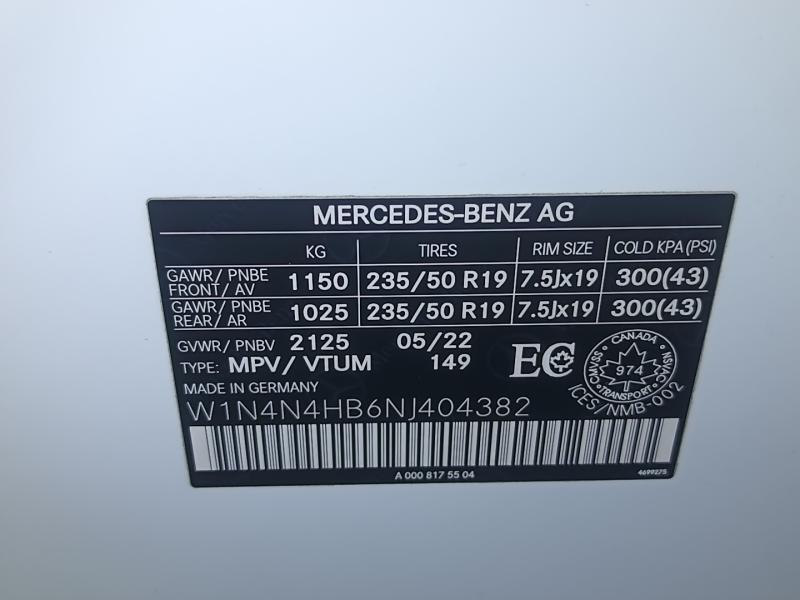 MERCEDES-BENZ AG
KG TIRES RIM SIZE COLD KPA (PSI)
GAWR/ PNBE FRONT/ AV 1150 235/50 R19 7.5Jx19 300(43)
GAWR/ PNBE REAR/ AR 1025 235/50 R19 7.5Jx19 300(43)
GVWR/ PNBV 2125 05/22
TYPE: MPV/ VTUM 149
EC
CANADA
CMVSS NSVAC
974
TRANSPORT
ICES/NMB-002
MADE IN GERMANY
W1N4N4HB6NJ404382
A 000 817 55 04
4699275